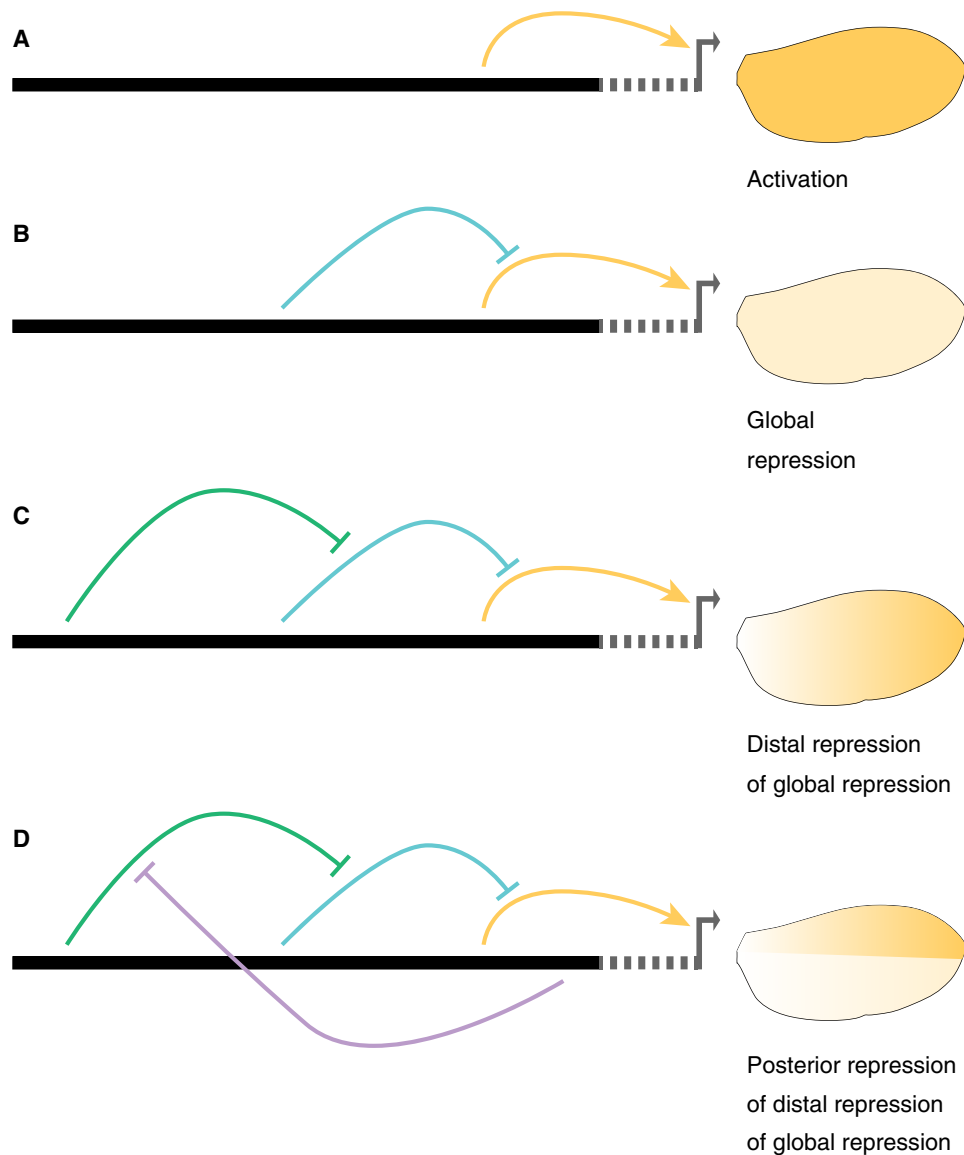 A
Activation
B
Global
repression
C
Distal repression
of global repression
D
Posterior repression
of distal repression
of global repression